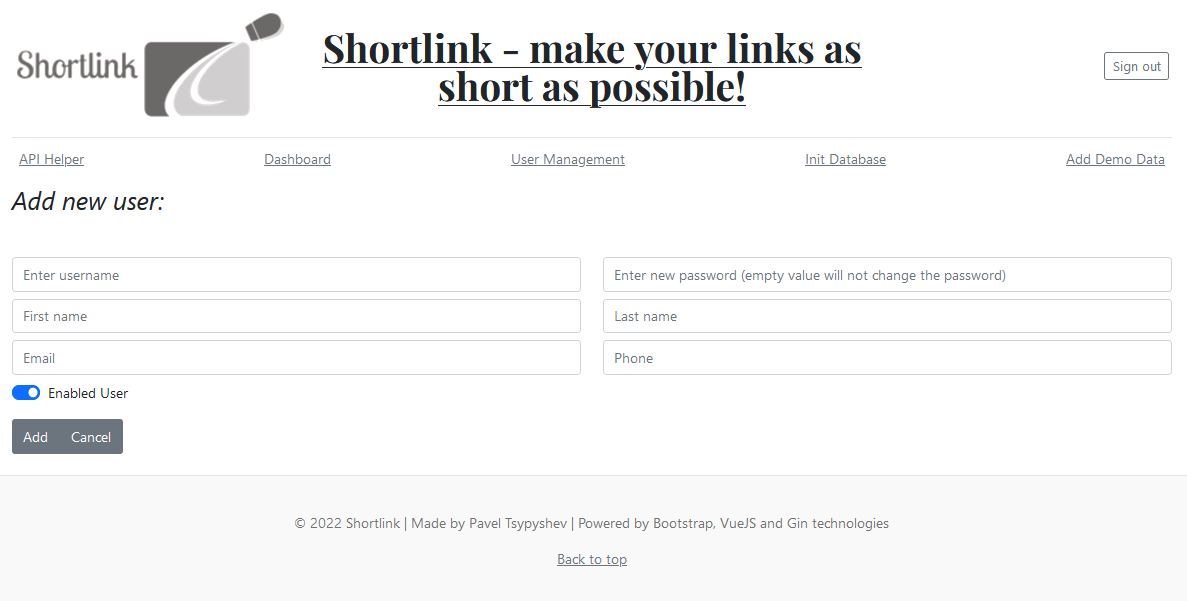 Shortlink
Shortlink - make your links as
short as possible!
Sign out
API Helper
Dashboard
User Management
Init Database
Add Demo Data
Add new user:
Enter username
Enter new password (empty value will not change the password)
First name
Last name
Email
Phone
Enabled User
Add
Cancel
© 2022 Shortlink | Made by Pavel Tsypyshev | Powered by Bootstrap, VueJS and Gin technologies
Back to top